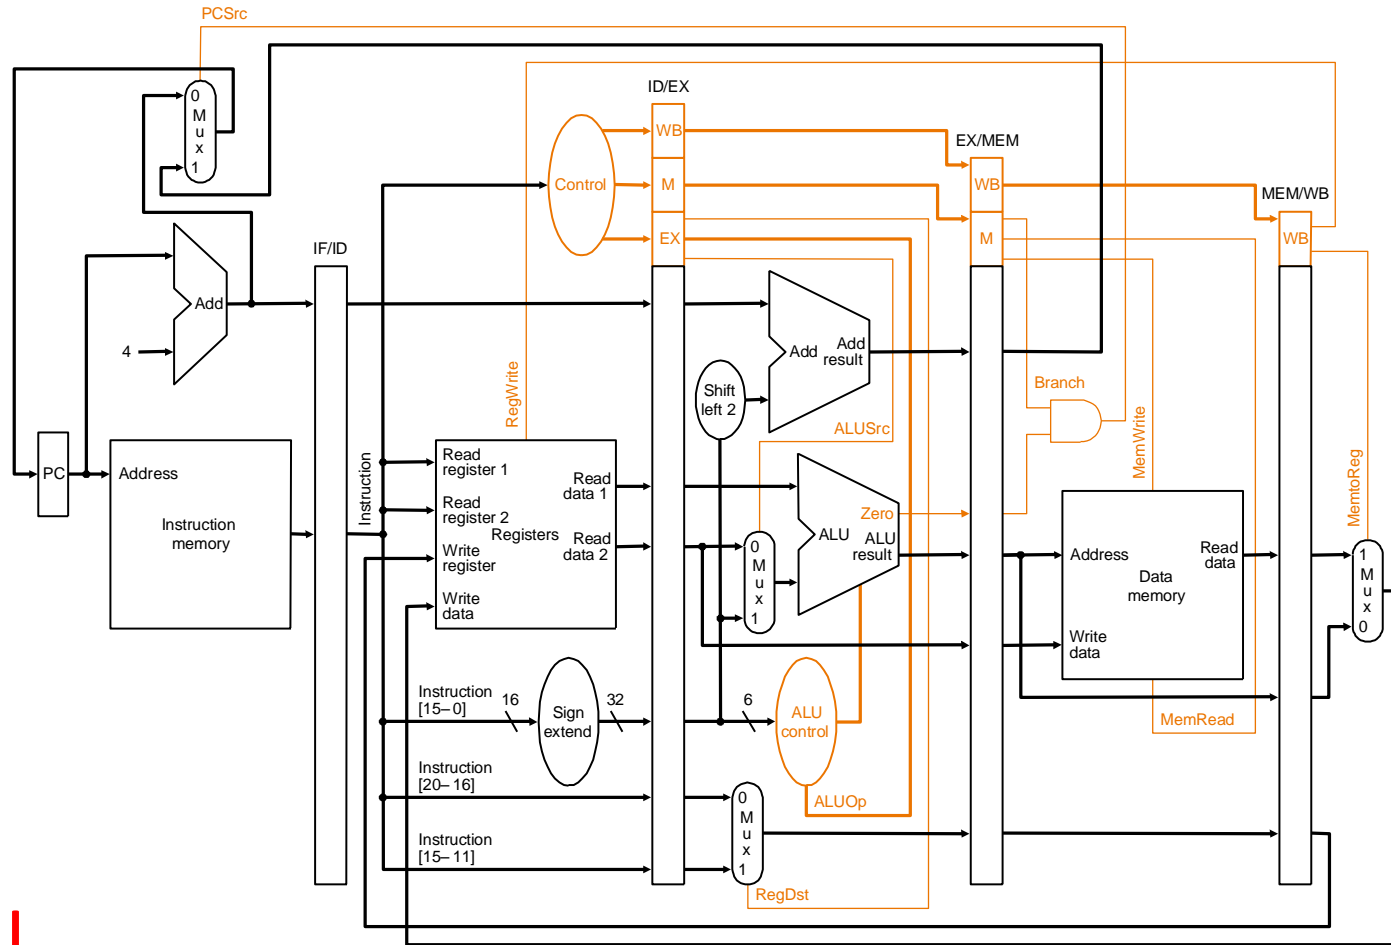 PCSrc
0
M
u
x
1
ID/EX
WB
M
EX
Control
EX/MEM
WB
M
MEM/WB
WB
IF/ID
Add
4
RegWrite
Shift
left 2
Add
Add
result
ALUSrc
Branch
MemWrite
MemtoReg
PC
Address
Instruction
memory
Instruction
Read
register 1
Read
register 2
Write
register
Write
data
Registers
Read
data 1
Read
data 2
0
M
u
x
1
Zero
ALU
ALU
result
Address
Read
data
Data
memory
Write
data
1
M
u
x
0
Instruction
[15–0]
16
Sign
extend
32
6
ALU
control
MemRead
Instruction
[20–16]
Instruction
[15–11]
0
M
u
x
1
ALUOp
RegDst